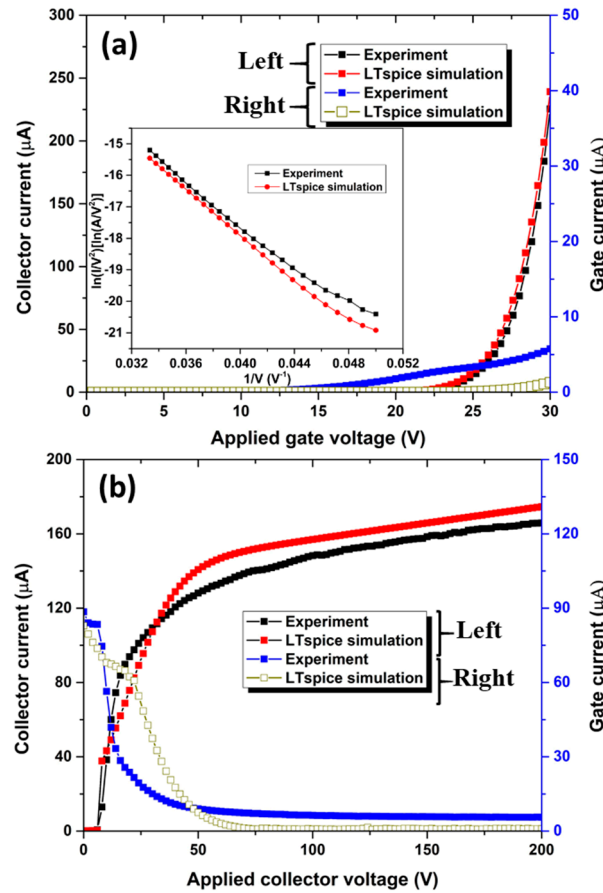 (a)
Left
Experiment
LTspice simulation
Right
Experiment
LTspice simulation
300
250
200
150
100
50
0
Collector current (μA)
50
40
30
20
10
0
Gate current (μA)
-15
-16
-17
-18
-19
-20
-21
ln(I/V²)[ln(A/V²)]
Experiment
LTspice simulation
0.032 0.036 0.040 0.044 0.048 0.052
1/V (V⁻¹)
0 5 10 15 20 25 30
Applied gate voltage (V)
(b)
200
160
120
80
40
0
Collector current (μA)
150
120
90
60
30
0
Gate current (μA)
Experiment
LTspice simulation
Left
Experiment
LTspice simulation
Right
0 25 50 75 100 125 150 175 200
Applied collector voltage (V)